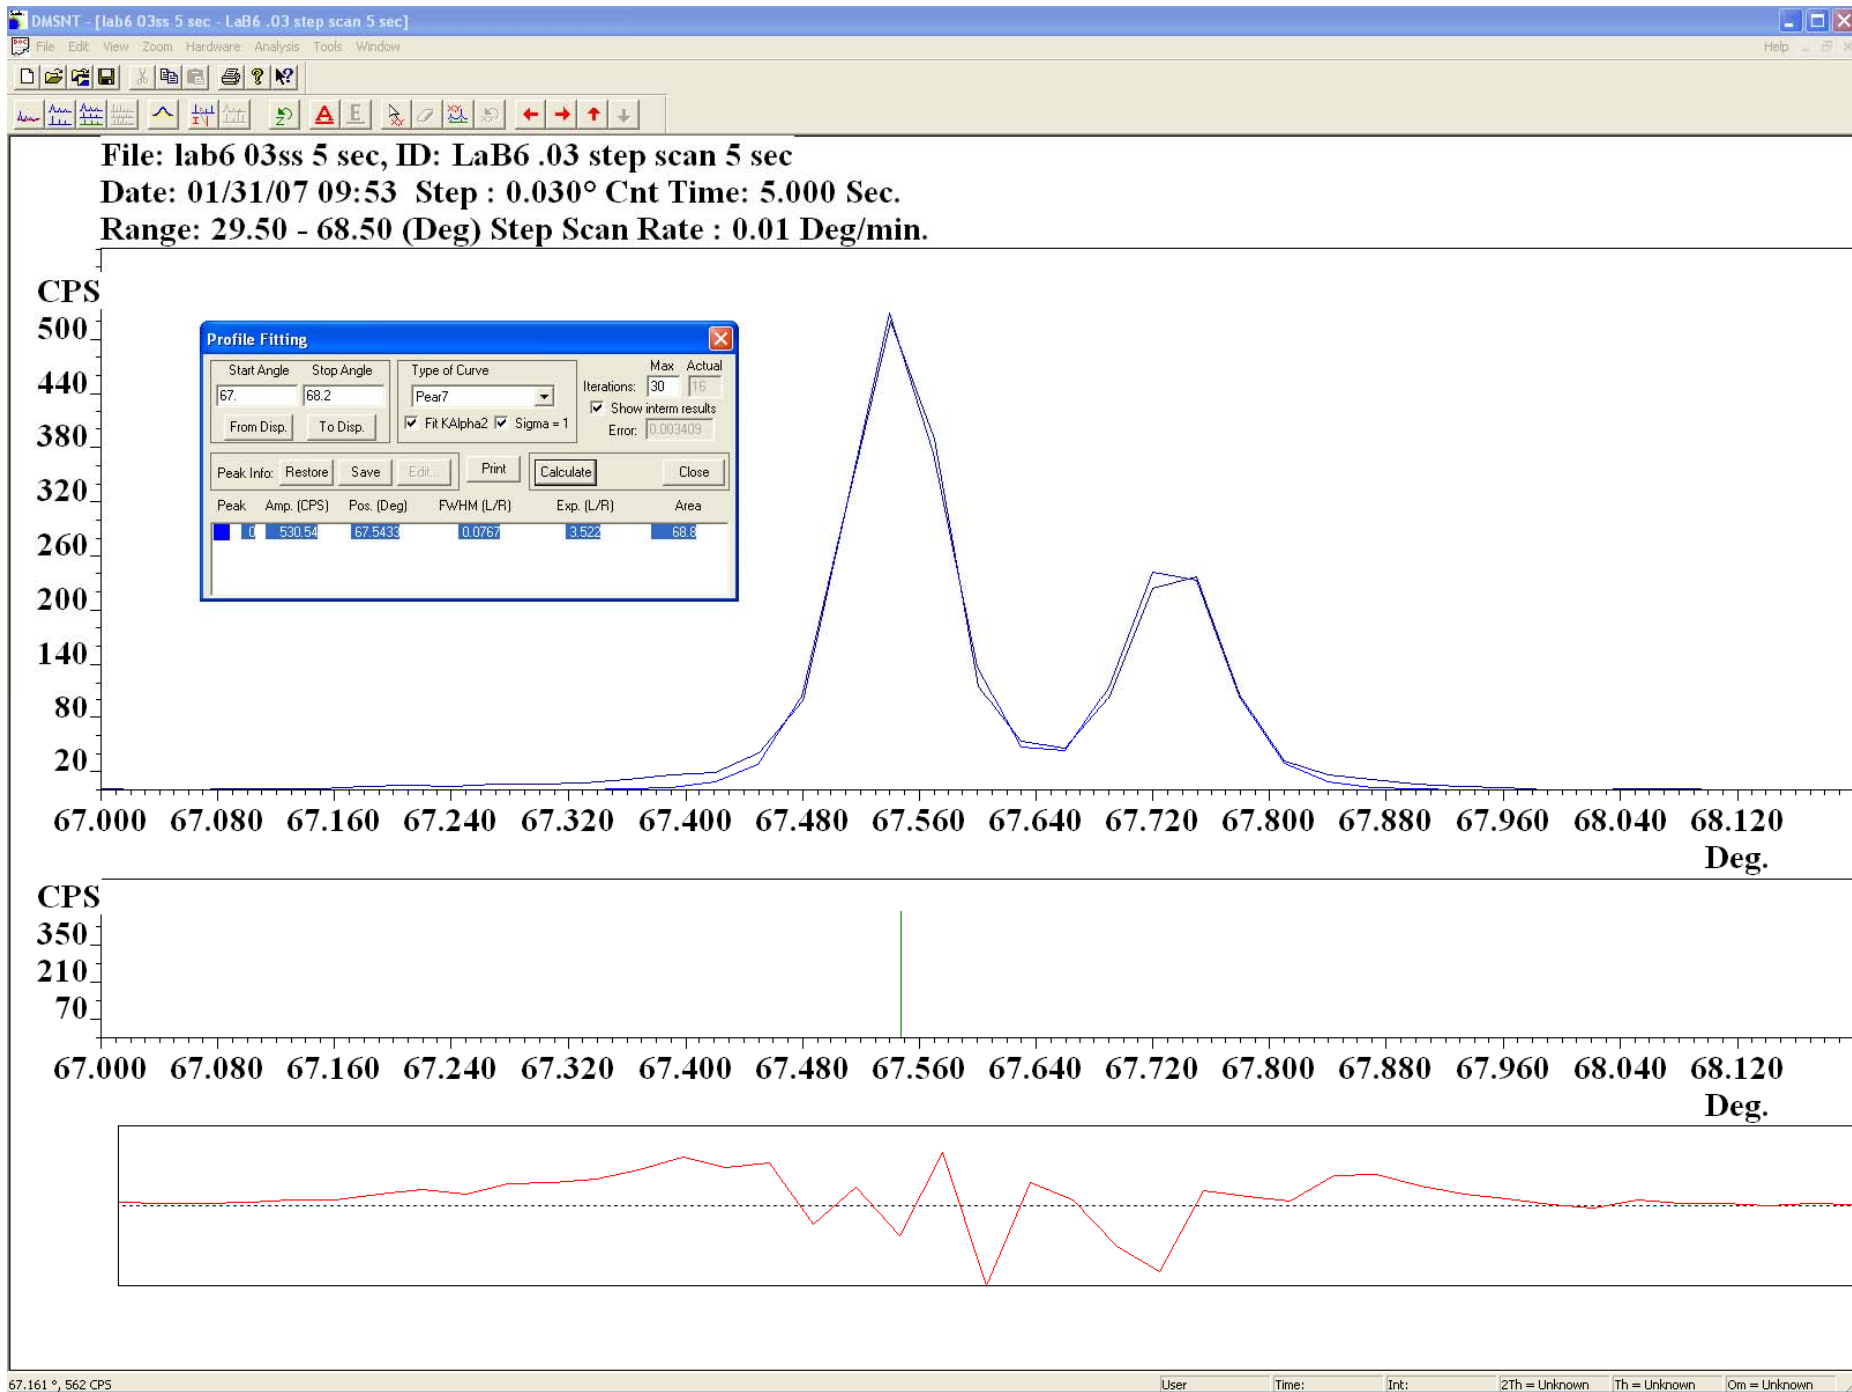 DMSNT - [lab6 03ss 5 sec - LaB6 .03 step scan 5 sec]
File Edit View Zoom Hardware Analysis Tools Window Help
File: lab6 03ss 5 sec, ID: LaB6 .03 step scan 5 sec
Date: 01/31/07 09:53 Step : 0.030° Cnt Time: 5.000 Sec.
Range: 29.50 - 68.50 (Deg) Step Scan Rate : 0.01 Deg/min.
CPS
500
440
380
320
260
200
140
80
20
Profile Fitting
Start Angle Stop Angle Type of Curve Max Actual
67. 68.2 Pear7 Iterations: 30 16
Show interm results
From Disp. To Disp. Fit KAlpha2 Sigma = 1 Error: 0.003409
Peak Info: Restore Save Edit... Print Calculate Close
Peak Amp. (CPS) Pos. (Deg) FWHM (L/R) Exp. (L/R) Area
0 530.54 67.5433 0.0767 3.522 68.8
67.000 67.080 67.160 67.240 67.320 67.400 67.480 67.560 67.640 67.720 67.800 67.880 67.960 68.040 68.120
Deg.
CPS
350
210
70
67.000 67.080 67.160 67.240 67.320 67.400 67.480 67.560 67.640 67.720 67.800 67.880 67.960 68.040 68.120
Deg.
67.161 °, 562 CPS User Time: Int: 2Th = Unknown Th = Unknown Om = Unknown